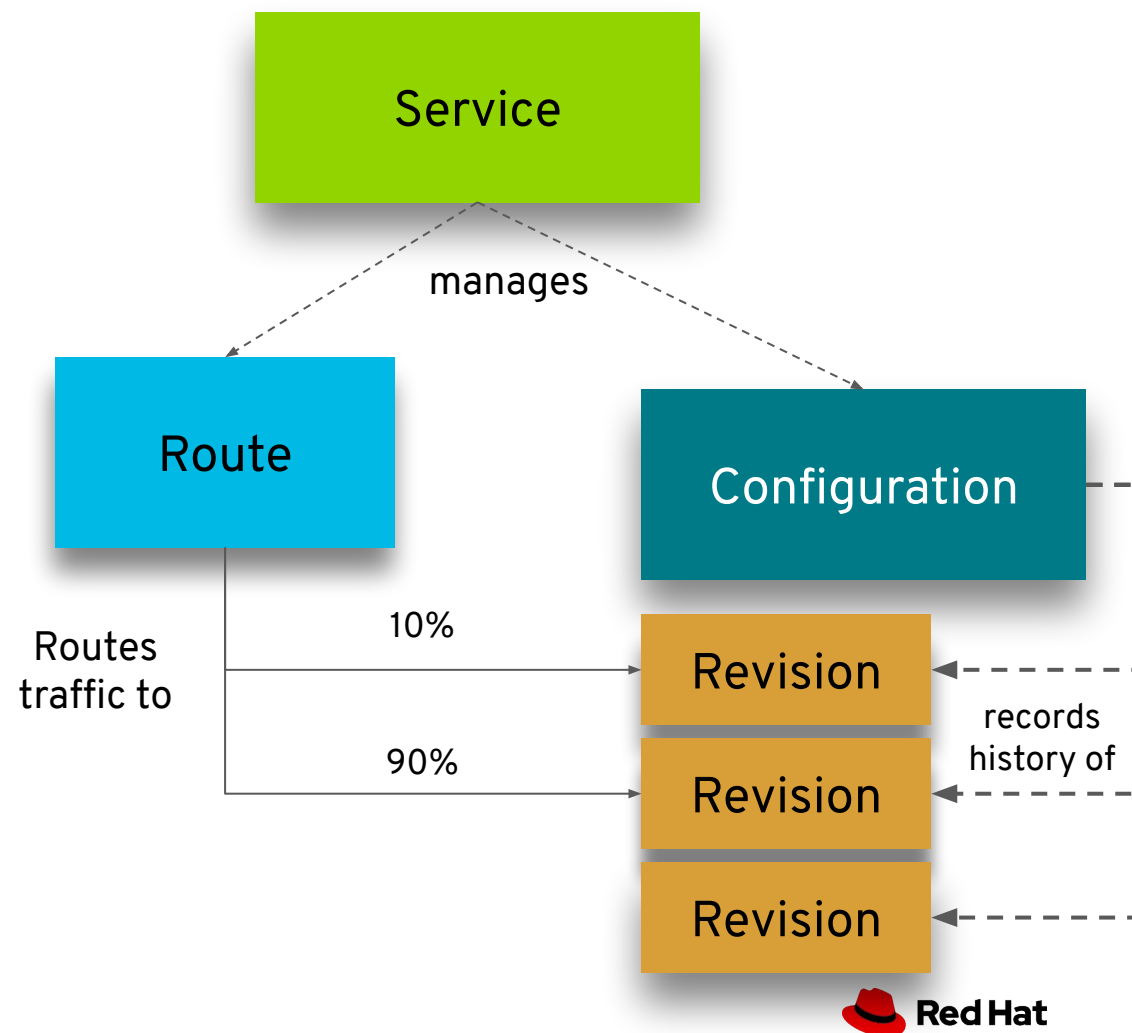 Service
manages
Route
Configuration
10%
Routes
traffic to
Revision
records
history of
90%
Revision
Revision
Red Hat